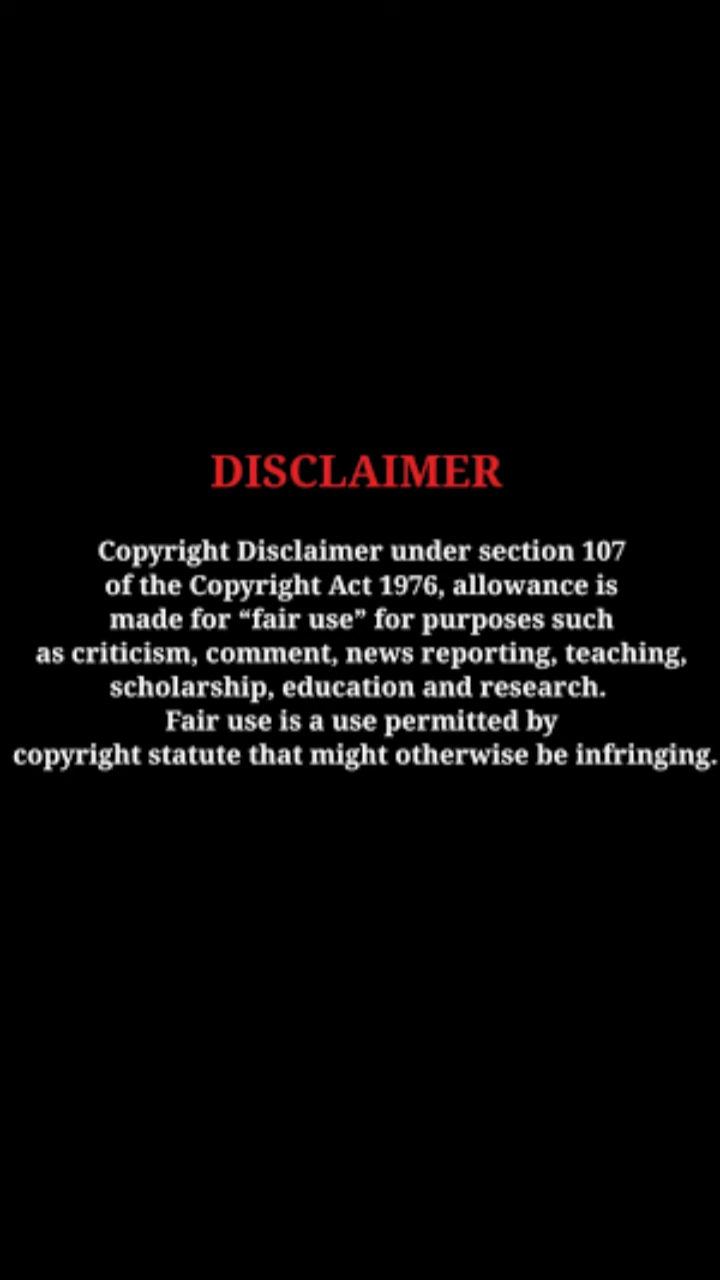 DISCLAIMER
Copyright Disclaimer under section 107
of the Copyright Act 1976, allowance is
made for “fair use” for purposes such
as criticism, comment, news reporting, teaching,
scholarship, education and research.
Fair use is a use permitted by
copyright statute that might otherwise be infringing.